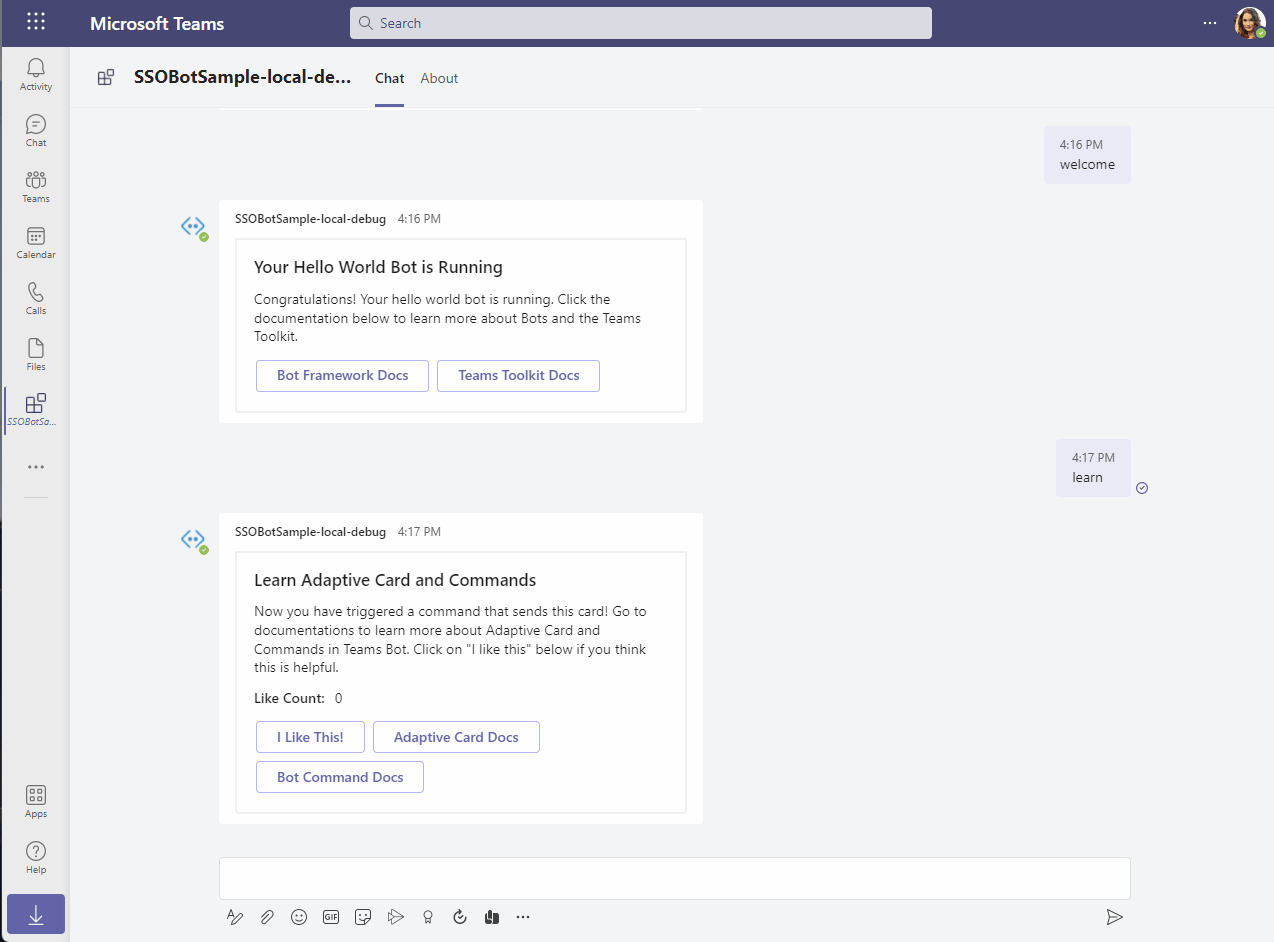 Microsoft Teams
Search
Activity
Chat
Teams
Calendar
Calls
Files
SSOBotSa...
Apps
Help
SSOBotSample-local-de...
Chat
About
4:16 PM
welcome
SSOBotSample-local-debug 4:16 PM
Your Hello World Bot is Running
Congratulations! Your hello world bot is running. Click the
documentation below to learn more about Bots and the Teams
Toolkit.
Bot Framework Docs
Teams Toolkit Docs
4:17 PM
learn
SSOBotSample-local-debug 4:17 PM
Learn Adaptive Card and Commands
Now you have triggered a command that sends this card! Go to
documentations to learn more about Adaptive Card and
Commands in Teams Bot. Click on "I like this" below if you think
this is helpful.
Like Count: 0
I Like This!
Adaptive Card Docs
Bot Command Docs
GIF